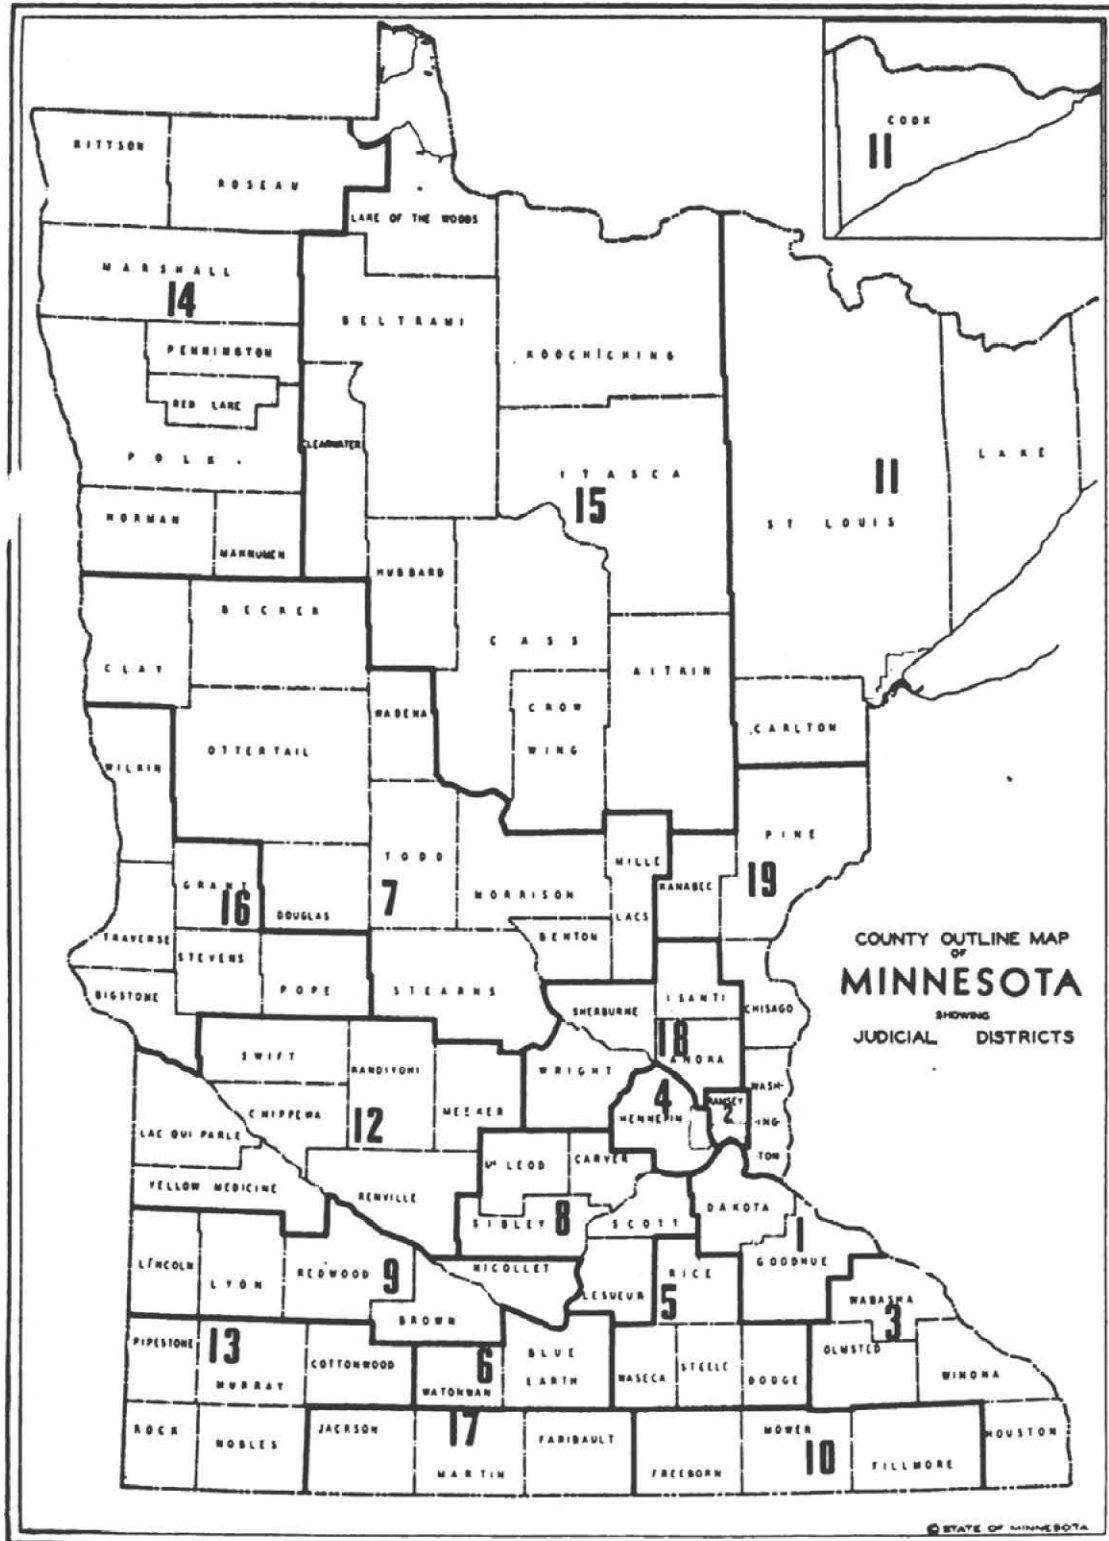 COOK
11
KITTSON
ROSEAU
LAKE OF THE WOODS
MARSHALL
14
BELTRAMI
KOOCHICHING
PENNINGTON
RED LAKE
CLEARWATER
POLK
ITASCA
15
11
LAKE
ST LOUIS
NORMAN
MAHNUMEN
HUBBARD
BECKER
CASS
CLAY
AITKIN
CROW
WING
WADENA
CARLTON
OTTERTAIL
WILKIN
PINE
TODD
MILLE
LACS
KANABEC
19
GRANT
16
DOUGLAS
7
MORRISON
BENTON
TRAVERSE
STEVENS
COUNTY OUTLINE MAP
OF
MINNESOTA
SHOWING
JUDICIAL DISTRICTS
BIGSTONE
POPE
STEARNS
SHERBURNE
ISANTI
CHISAGO
18
ANOKA
SWIFT
KANDIYOHI
WRIGHT
WASH-
ING-
TON
4
HENNEPIN
RAMSEY
2
CHIPPEWA
12
MEEKER
LAC QUI PARLE
Mc LEOD
CARVER
YELLOW MEDICINE
RENVILLE
SIBLEY
8
SCOTT
DAKOTA
1
GOODHUE
LINCOLN
LYON
REDWOOD
9
NICOLLET
LESUEUR
RICE
5
WABASHA
3
BROWN
PIPESTONE
13
MURRAY
COTTONWOOD
6
WATONWAN
BLUE
EARTH
WASECA
STEELE
DODGE
OLMSTED
WINONA
ROCK
NOBLES
JACKSON
17
MARTIN
FARIBAULT
FREEBORN
MOWER
10
FILLMORE
HOUSTON
© STATE OF MINNESOTA